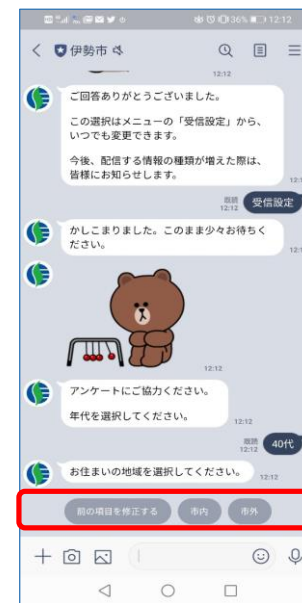 36% 12:12
伊勢市
12:12
ご回答ありがとうございました。
この選択はメニューの「受信設定」から、
いつでも変更できます。
今後、配信する情報の種類が増えた際は、
皆様にお知らせします。
既読
12:12
受信設定
かしこまりました。このまま少々お待ちく
ださい。
12:12
アンケートにご協力ください。
年代を選択してください。
12:12
既読
12:12
40代
お住まいの地域を選択してください。
12:12
前の項目を修正する 市内 市外